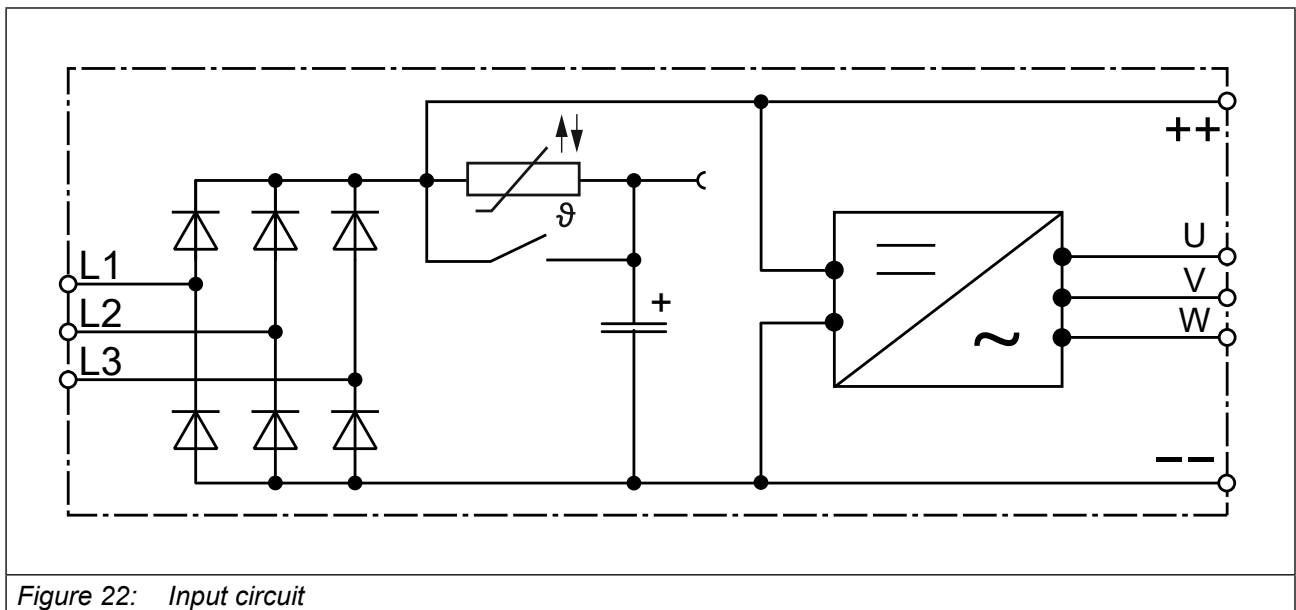 ++
ϑ
L1
L2
L3
+
U
V
W
~
––
Figure 22: Input circuit